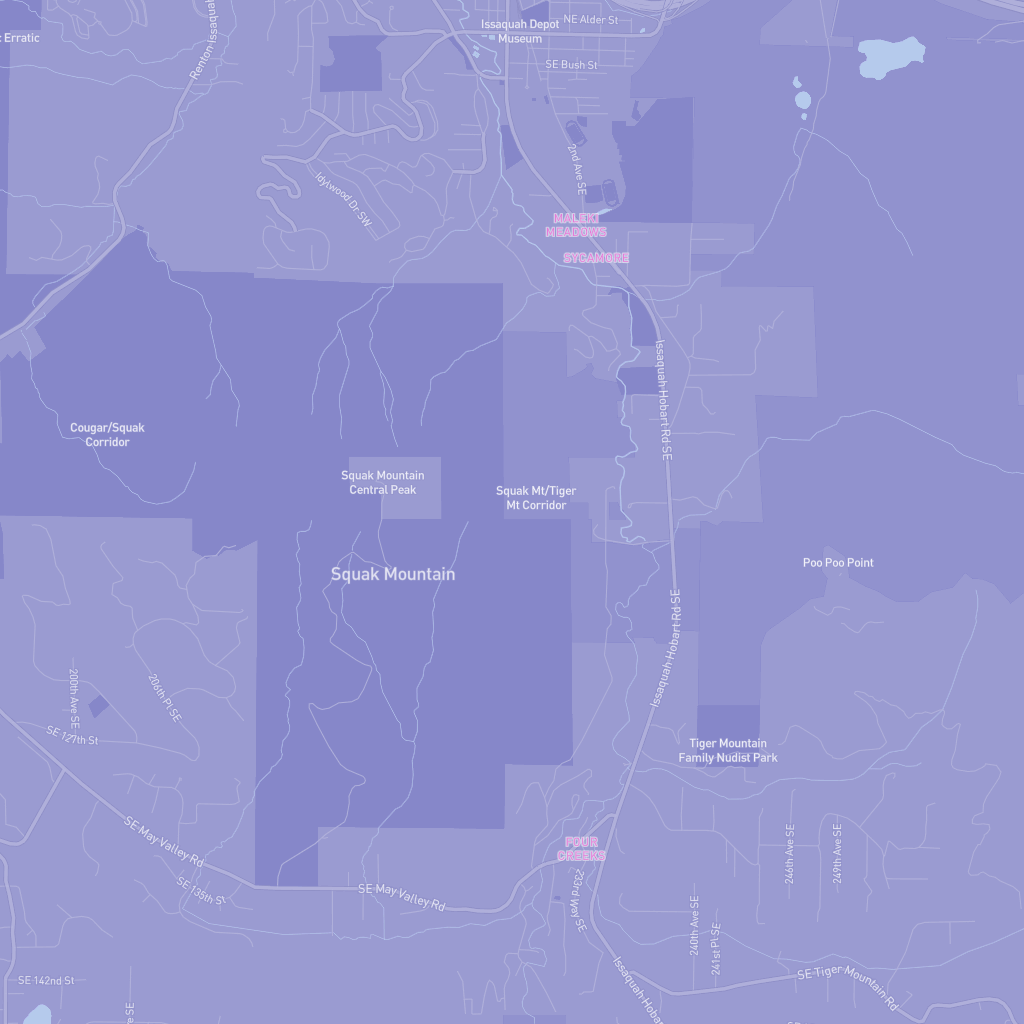 NE Alder St
Issaquah Depot
Museum
Erratic
SE Bush St
Renton-Issaquah
2nd Ave SE
Idylwood Dr SW
MALEKI
MEADOWS
SYCAMORE
Issaquah Hobart Rd SE
Cougar/Squak
Corridor
Squak Mountain
Central Peak
Squak Mt/Tiger
Mt Corridor
Poo Poo Point
Squak Mountain
Issaquah Hobart Rd SE
200th Ave SE
206th Pl SE
SE 127th St
Tiger Mountain
Family Nudist Park
SE May Valley Rd
FOUR
CREEKS
246th Ave SE
249th Ave SE
SE 135th St
SE May Valley Rd
233rd Way SE
240th Ave SE
241st Pl SE
SE 142nd St
Issaquah-Hobar
SE Tiger Mountain Rd
e SE